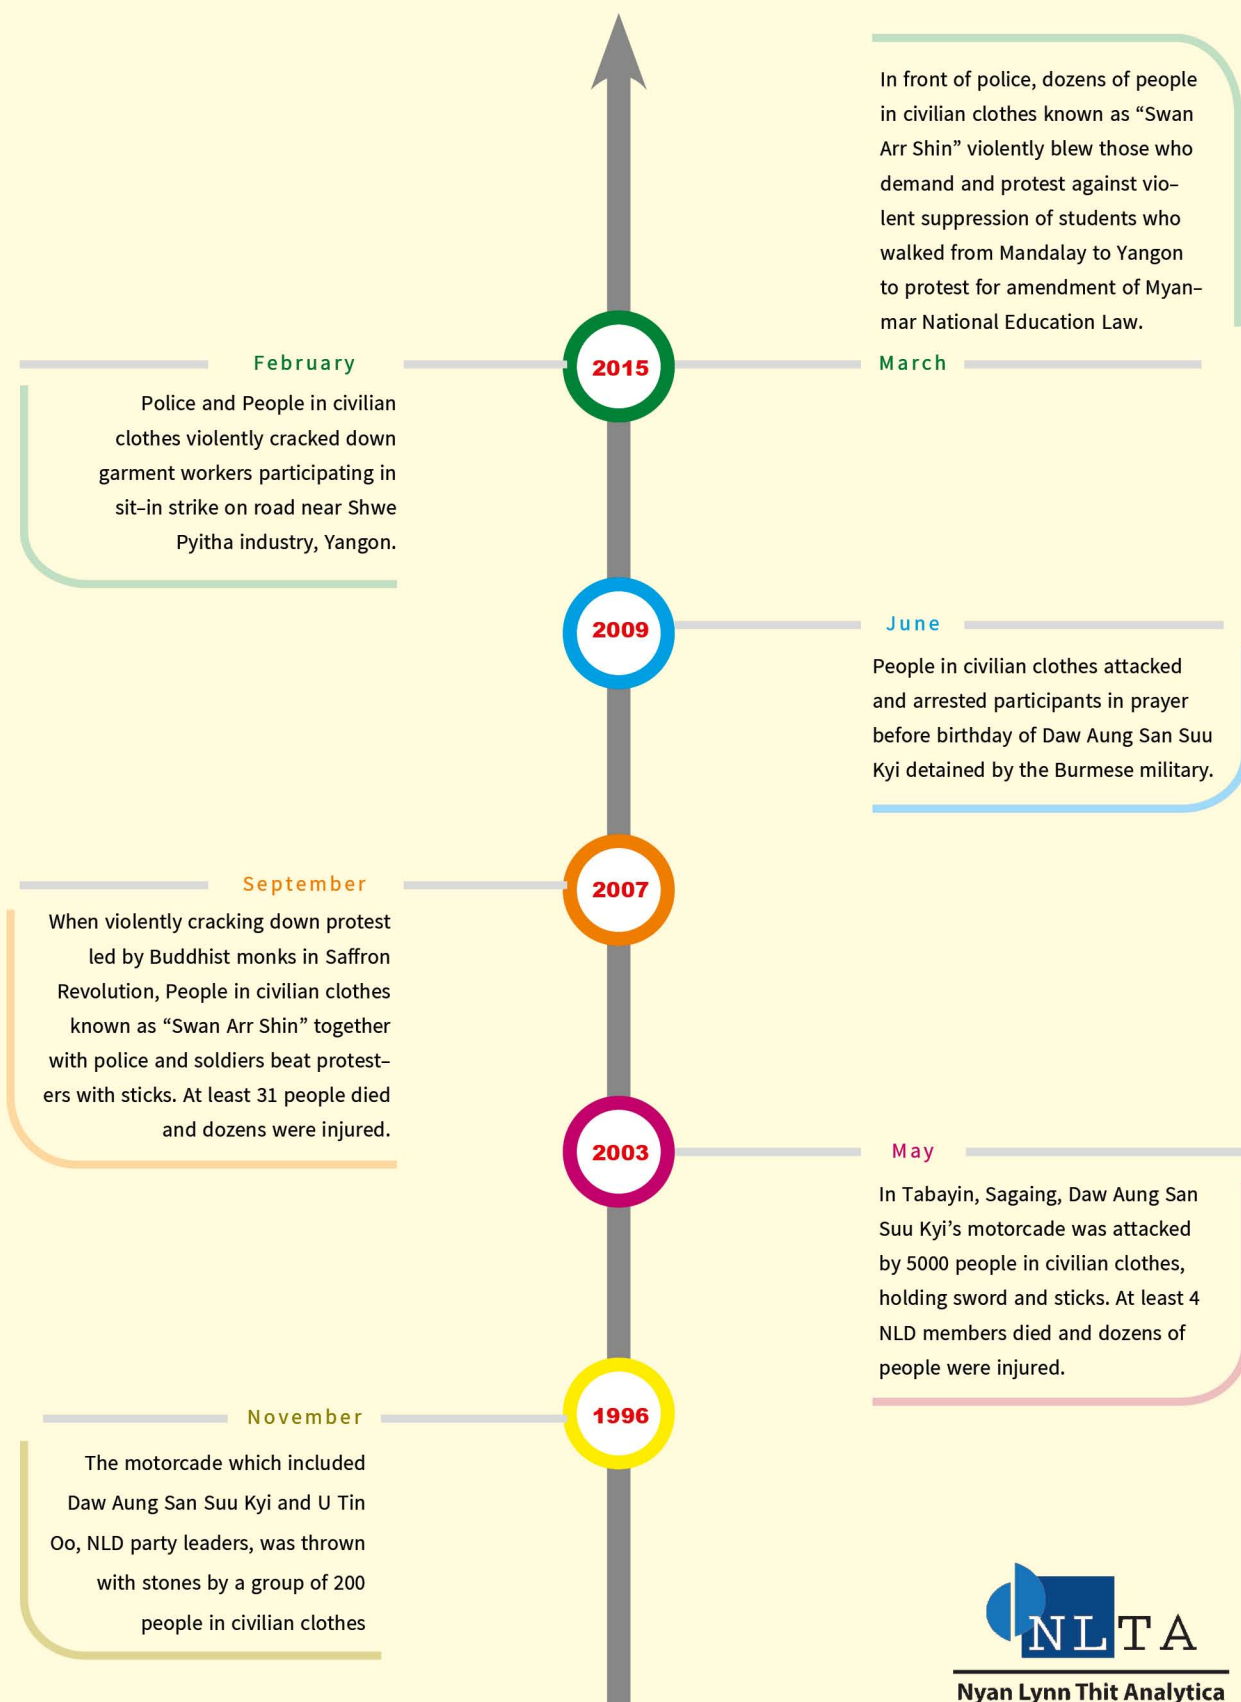 In front of police, dozens of people
in civilian clothes known as “Swan
Arr Shin” violently blew those who
demand and protest against vio–
lent suppression of students who
walked from Mandalay to Yangon
to protest for amendment of Myan–
mar National Education Law.
February
2015
March
Police and People in civilian
clothes violently cracked down
garment workers participating in
sit–in strike on road near Shwe
Pyitha industry, Yangon.
2009
June
People in civilian clothes attacked
and arrested participants in prayer
before birthday of Daw Aung San Suu
Kyi detained by the Burmese military.
September
2007
When violently cracking down protest
led by Buddhist monks in Saffron
Revolution, People in civilian clothes
known as “Swan Arr Shin” together
with police and soldiers beat protest–
ers with sticks. At least 31 people died
and dozens were injured.
2003
May
In Tabayin, Sagaing, Daw Aung San
Suu Kyi’s motorcade was attacked
by 5000 people in civilian clothes,
holding sword and sticks. At least 4
NLD members died and dozens of
people were injured.
November
1996
The motorcade which included
Daw Aung San Suu Kyi and U Tin
Oo, NLD party leaders, was thrown
with stones by a group of 200
people in civilian clothes
NLTA
Nyan Lynn Thit Analytica